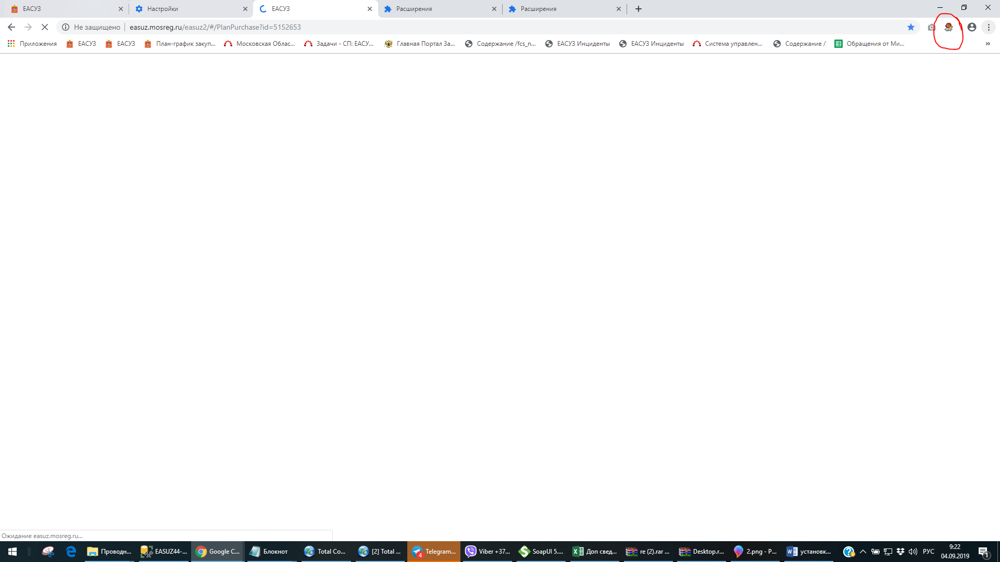 ЕАСУЗ
Настройки
ЕАСУЗ
Расширения
Расширения
Не защищено
easuz.mosreg.ru/easuz2/#/PlanPurchase?id=5152653
Приложения
ЕАСУЗ
ЕАСУЗ
План-график закуп...
Московская Облас...
Задачи - СП: ЕАСУ...
Главная Портал За...
Содержание /fcs_n...
ЕАСУЗ Инциденты
ЕАСУЗ Инциденты
Система управлен...
Содержание /
Обращения от Ми...
»
Ожидание easuz.mosreg.ru...
Проводн...
EASUZ44-...
Google C...
Блокнот
Total Co...
[2] Total ...
Telegram...
4
Viber +37...
SoapUI 5....
Доп свед...
re (2).rar ...
Desktop.r...
2.png - P...
установк...
РУС
9:22
04.09.2019
1